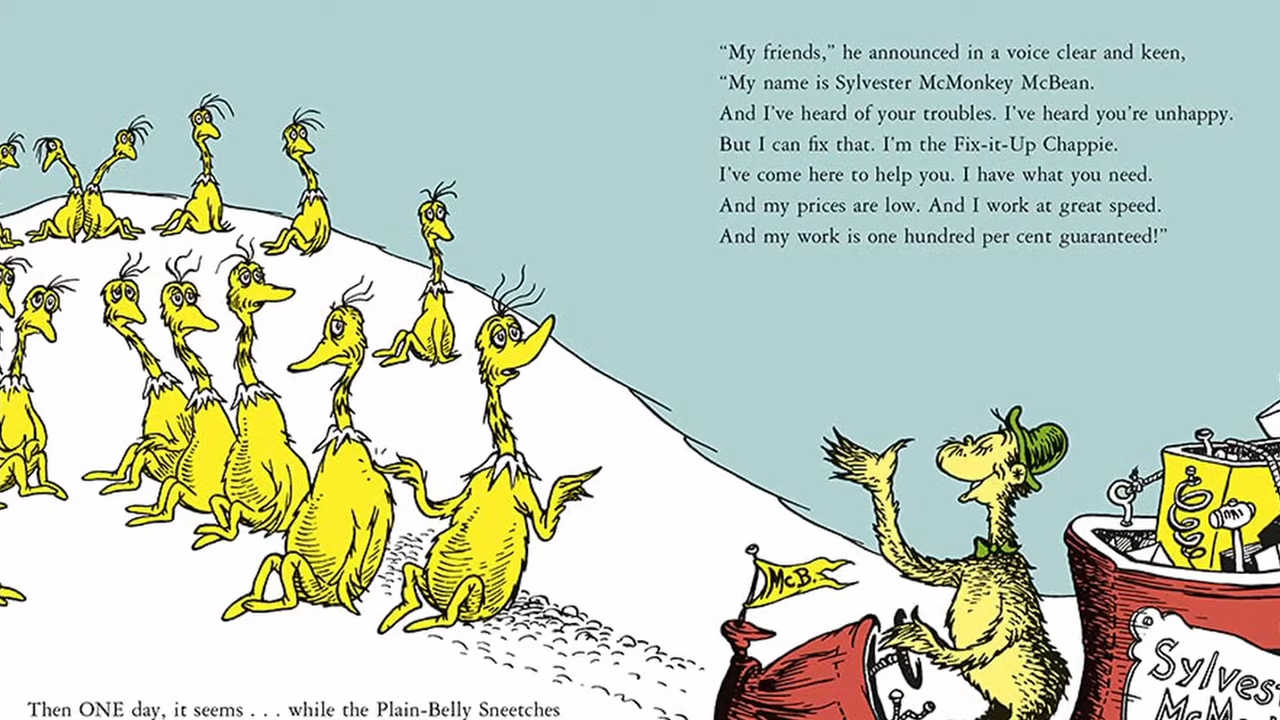 “My friends,” he announced in a voice clear and keen,
“My name is Sylvester McMonkey McBean.
And I’ve heard of your troubles. I’ve heard you’re unhappy.
But I can fix that. I’m the Fix-it-Up Chappie.
I’ve come here to help you. I have what you need.
And my prices are low. And I work at great speed.
And my work is one hundred per cent guaranteed!”
McB.
Sylves
McM
Then ONE day, it seems . . . while the Plain-Belly Sneetches